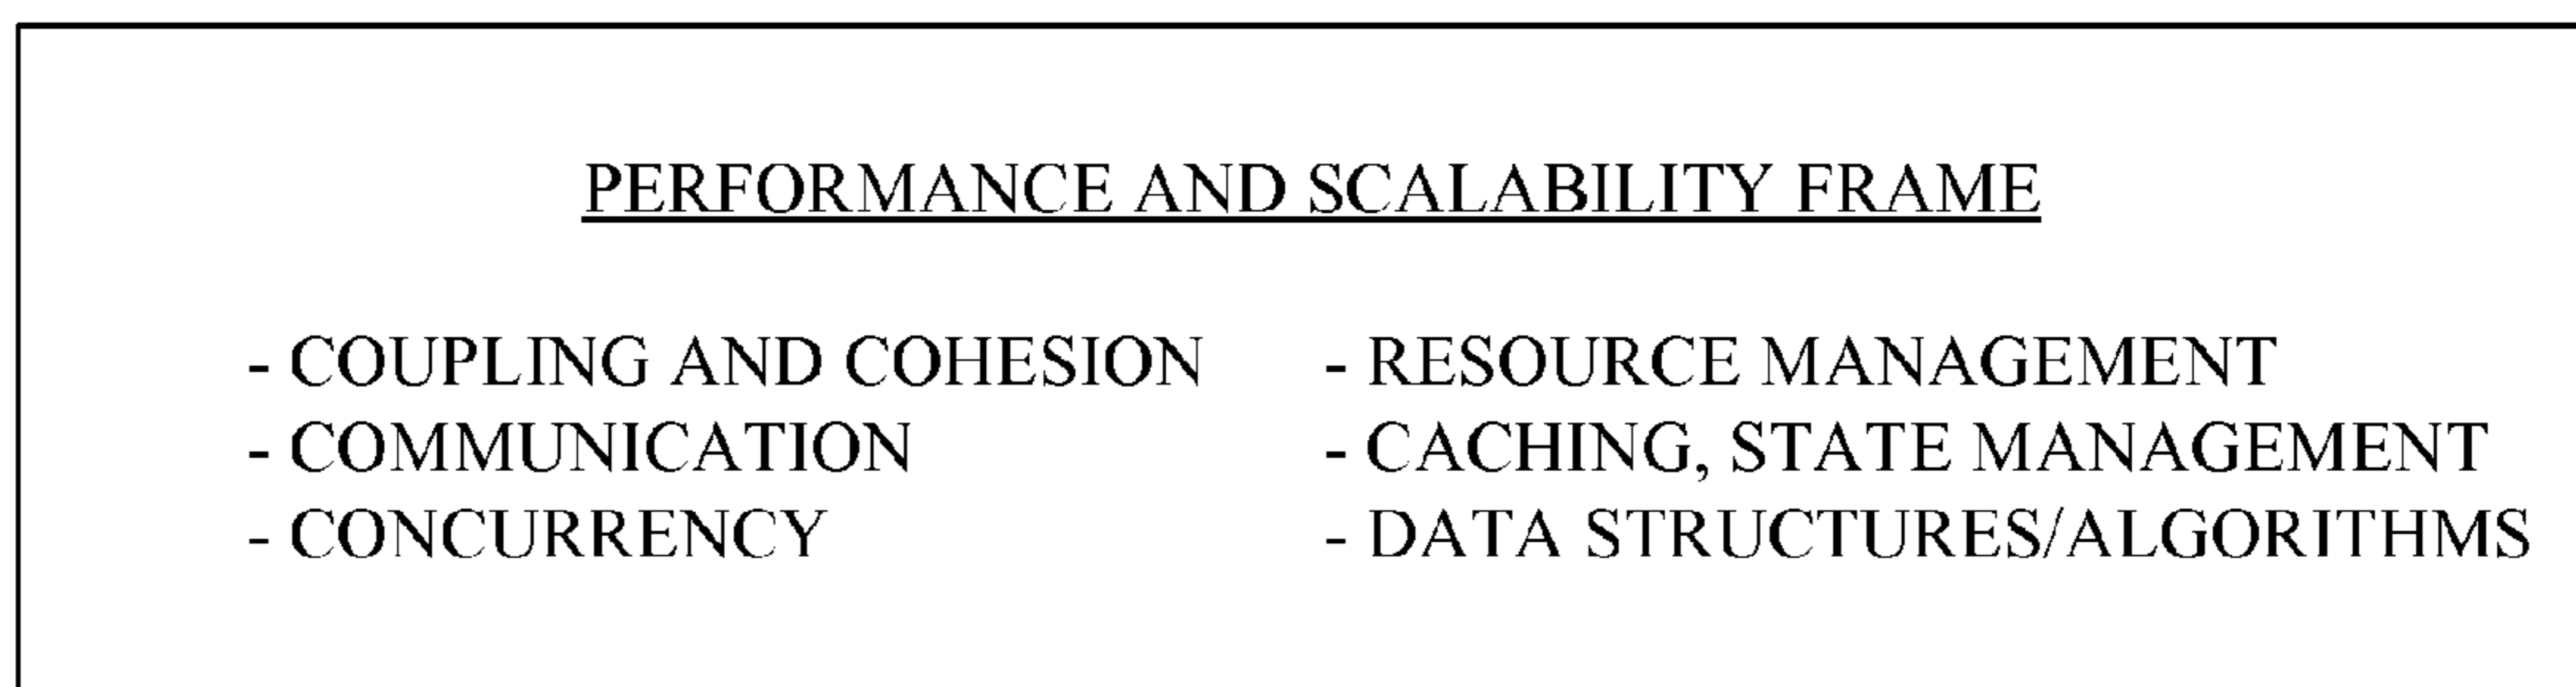 PERFORMANCE AND SCALABILITY FRAME
- COUPLING AND COHESION
- COMMUNICATION
- CONCURRENCY
- RESOURCE MANAGEMENT
- CACHING, STATE MANAGEMENT
- DATA STRUCTURES/ALGORITHMS